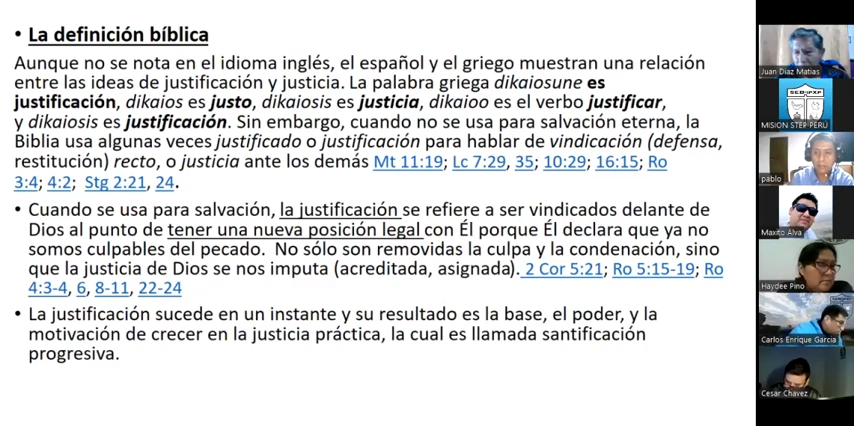 • La definición bíblica
Aunque no se nota en el idioma inglés, el español y el griego muestran una relación
entre las ideas de justificación y justicia. La palabra griega dikaiosune es
justificación, dikaios es justo, dikaiosis es justicia, dikaioo es el verbo justificar,
y dikaiosis es justificación. Sin embargo, cuando no se usa para salvación eterna, la
Biblia usa algunas veces justificado o justificación para hablar de vindicación (defensa,
restitución) recto, o justicia ante los demás Mt 11:19; Lc 7:29, 35; 10:29; 16:15; Ro
3:4; 4:2; Stg 2:21, 24.
• Cuando se usa para salvación, la justificación se refiere a ser vindicados delante de
Dios al punto de tener una nueva posición legal con Él porque Él declara que ya no
somos culpables del pecado. No sólo son removidas la culpa y la condenación, sino
que la justicia de Dios se nos imputa (acreditada, asignada). 2 Cor 5:21; Ro 5:15-19; Ro
4:3-4, 6, 8-11, 22-24
• La justificación sucede en un instante y su resultado es la base, el poder, y la
motivación de crecer en la justicia práctica, la cual es llamada santificación
progresiva.
Juan Diaz Matias
MISION STEP PERÚ
pablo
Maxito Alva
Haydee Pino
Carlos Enrique Garcia
Cesar Chavez